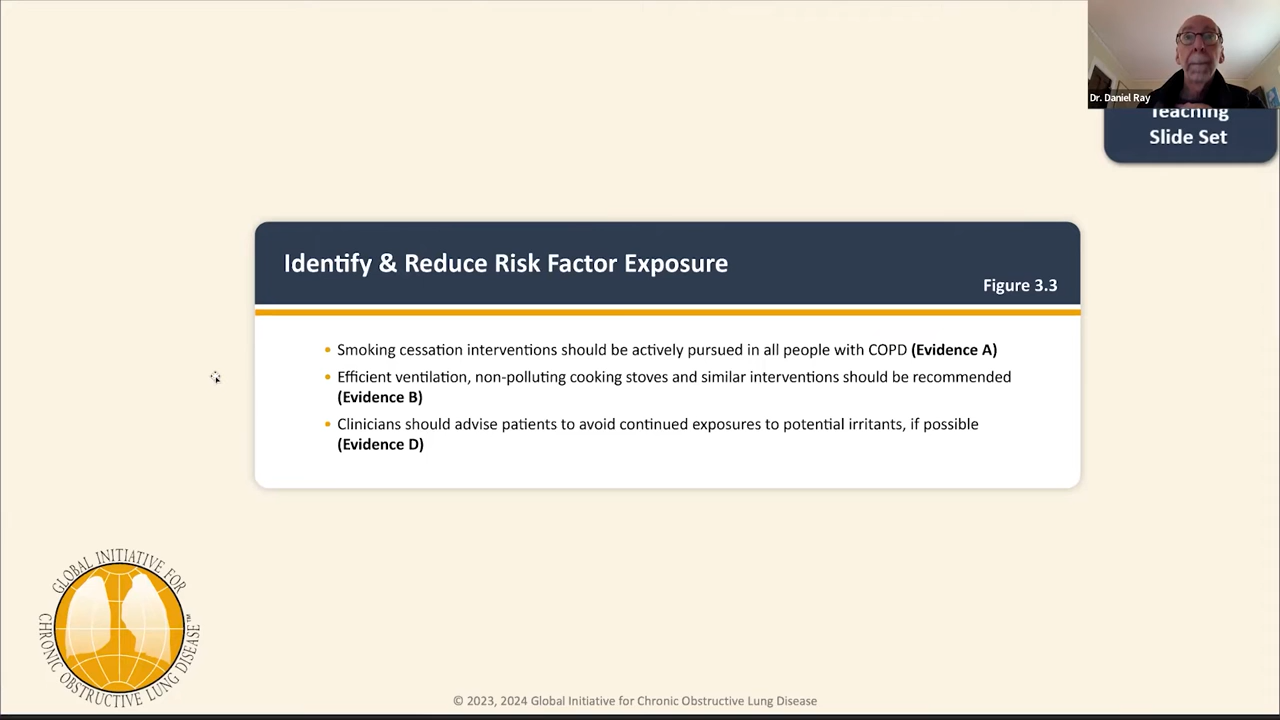 Dr. Daniel Ray
Teaching
Slide Set
Identify & Reduce Risk Factor Exposure
Figure 3.3
• Smoking cessation interventions should be actively pursued in all people with COPD (Evidence A)
• Efficient ventilation, non-polluting cooking stoves and similar interventions should be recommended
(Evidence B)
• Clinicians should advise patients to avoid continued exposures to potential irritants, if possible
(Evidence D)
GLOBAL INITIATIVE FOR
CHRONIC OBSTRUCTIVE LUNG DISEASE™
© 2023, 2024 Global Initiative for Chronic Obstructive Lung Disease